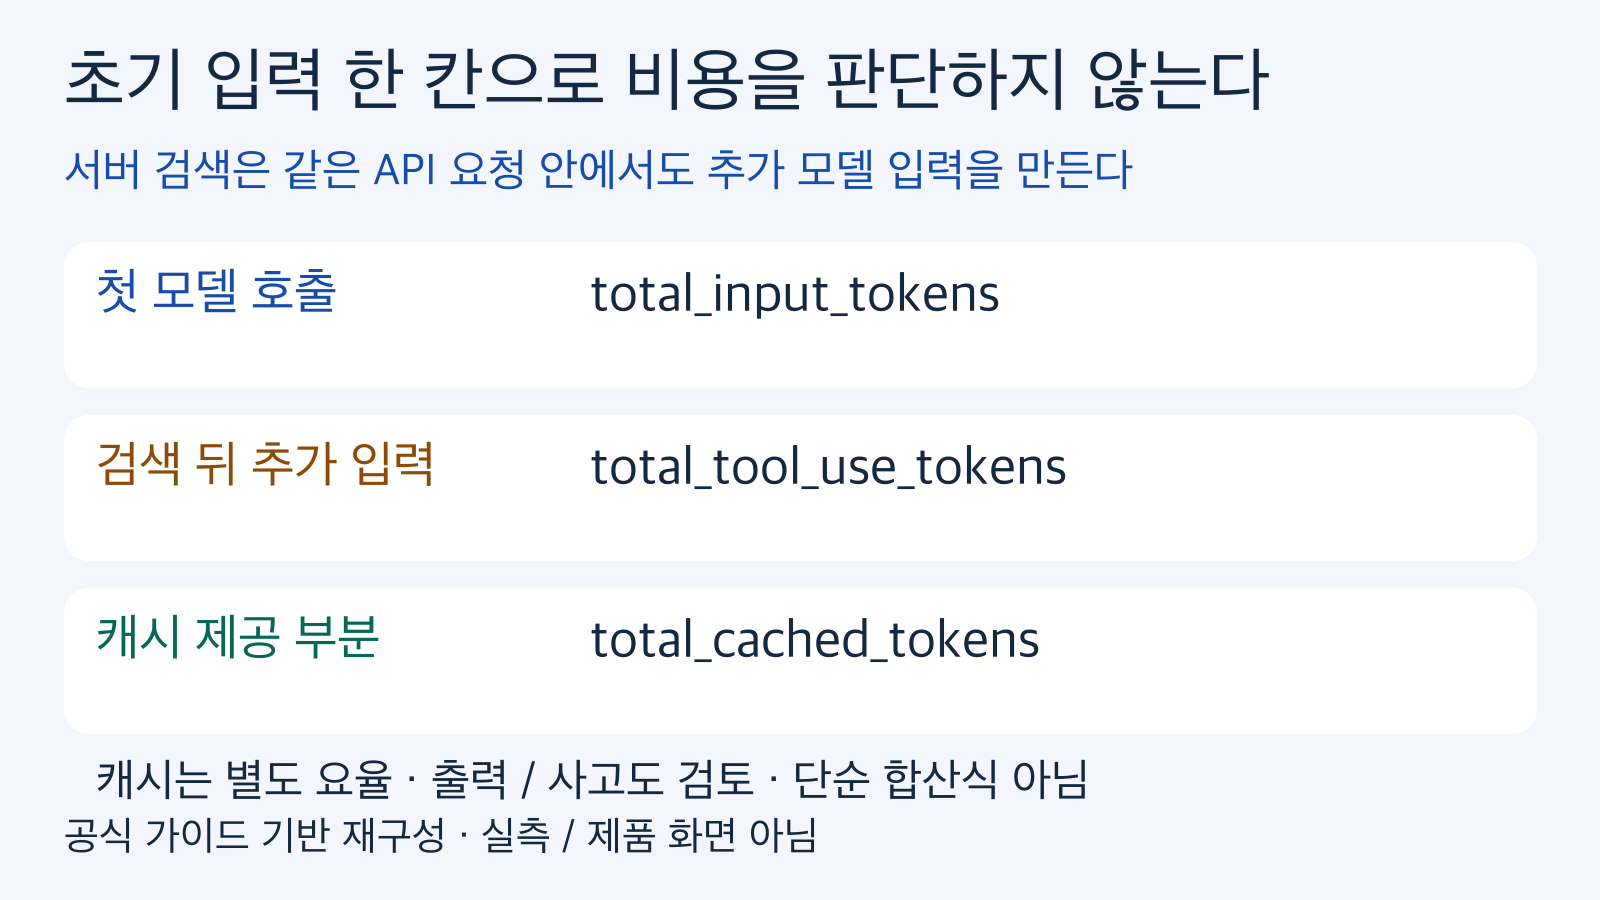 초기 입력 한 칸으로 비용을 판단하지 않는다
서버 검색은 같은 API 요청 안에서도 추가 모델 입력을 만든다
첫 모델 호출 total_input_tokens
검색 뒤 추가 입력 total_tool_use_tokens
캐시 제공 부분 total_cached_tokens
캐시는 별도 요율 · 출력 / 사고도 검토 · 단순 합산식 아님
공식 가이드 기반 재구성 · 실측 / 제품 화면 아님